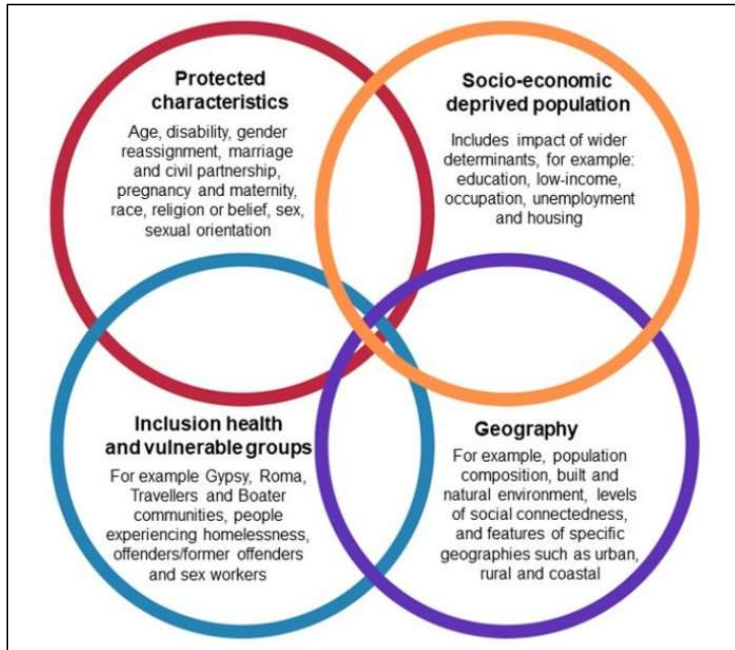 Protected
characteristics
Age, disability, gender
reassignment, marriage
and civil partnership,
pregnancy and maternity,
race, religion or belief, sex,
sexual orientation
Socio-economic
deprived population
Includes impact of wider
determinants, for example:
education, low-income,
occupation, unemployment
and housing
Inclusion health
and vulnerable groups
For example Gypsy, Roma,
Travellers and Boater
communities, people
experiencing homelessness,
offenders/former offenders
and sex workers
Geography
For example, population
composition, built and
natural environment, levels
of social connectedness,
and features of specific
geographies such as urban,
rural and coastal